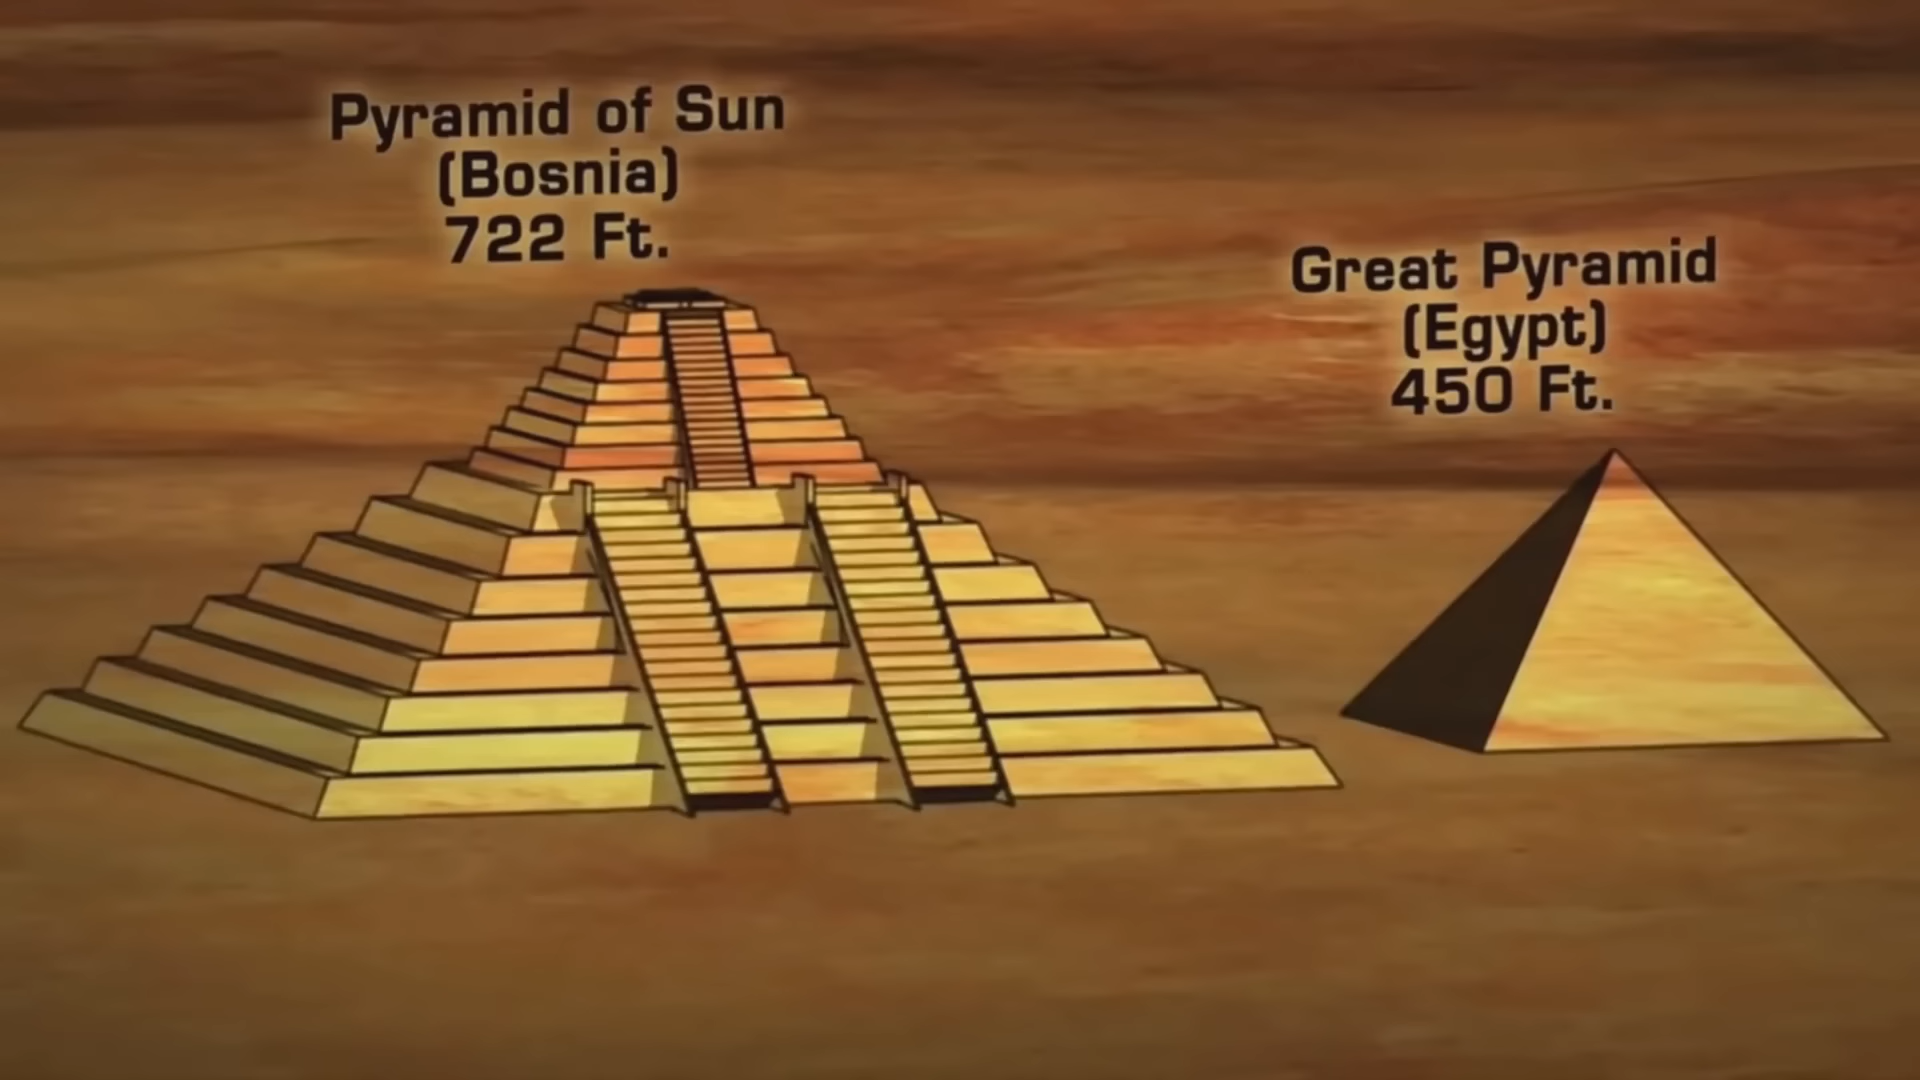 Pyramid of Sun
(Bosnia)
722 Ft.
Great Pyramid
(Egypt)
450 Ft.